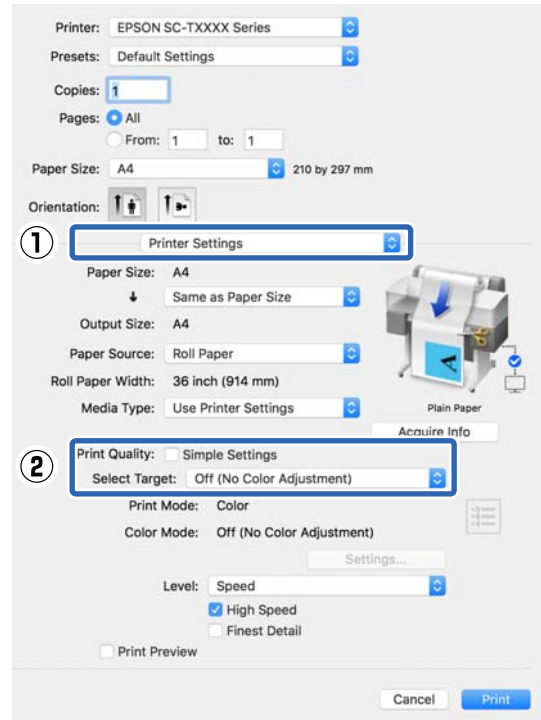 Printer: EPSON SC-TXXXX Series
Presets: Default Settings
Copies: 1
Pages: All
From: 1 to: 1
Paper Size: A4 210 by 297 mm
Orientation:
1 Printer Settings
Paper Size: A4
Same as Paper Size
Output Size: A4
Paper Source: Roll Paper
Roll Paper Width: 36 inch (914 mm)
Media Type: Use Printer Settings
Plain Paper
Acquire Info
2 Print Quality: Simple Settings
Select Target: Off (No Color Adjustment)
Print Mode: Color
Color Mode: Off (No Color Adjustment)
Settings...
Level: Speed
High Speed
Finest Detail
Print Preview
Cancel Print